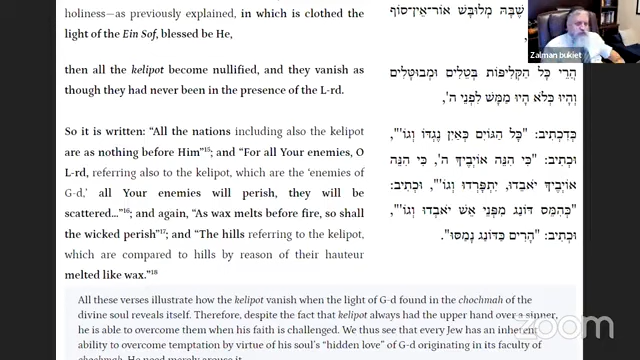 holiness—as previously explained, in which is clothed the
light of the Ein Sof, blessed be He,
then all the kelipot become nullified, and they vanish as
though they had never been in the presence of the L-rd.
So it is written: “All the nations including also the kelipot
are as nothing before Him”15; and “For all Your enemies, O
L-rd, referring also to the kelipot, which are the ‘enemies of
G-d,’ all Your enemies will perish, they will be
scattered...”16; and again, “As wax melts before fire, so shall
the wicked perish”17; and “The hills referring to the kelipot,
which are compared to hills by reason of their hauteur
melted like wax.”18
שֶׁבָּהּ מְלוּבָּשׁ אוֹר־אֵין־סוֹף
הֲרֵי כָּל הַקְּלִיפּוֹת בְּטֵלִים וּמְבוּטָּלִים
וְהָיוּ כְּלֹא הָיוּ מַמָּשׁ לִפְנֵי ה',
כְּדִכְתִיב: "כָּל הַגּוֹיִם כְּאַיִן נֶגְדּוֹ וְגוֹ'",
וּכְתִיב: "כִּי הִנֵּה אוֹיְבֶיךָ ה', כִּי הִנֵּה
אוֹיְבֶיךָ יֹאבֵדוּ, יִתְפָּרְדוּ וְגוֹ'", וּכְתִיב:
"כְּהִמֵּס דּוֹנַג מִפְּנֵי אֵשׁ יֹאבְדוּ וְגוֹ'",
וּכְתִיב: "הָרִים כַּדּוֹנַג נָמַסּוּ".
All these verses illustrate how the kelipot vanish when the light of G-d found in the chochmah of the
divine soul reveals itself. Therefore, despite the fact that kelipot always had the upper hand over a sinner,
he is able to overcome them when his faith is challenged. We thus see that every Jew has an inherent
ability to overcome temptation by virtue of his soul’s “hidden love” of G-d originating in its faculty of
chochmah. He need merely arouse it.
Zalman bukiet
zoom